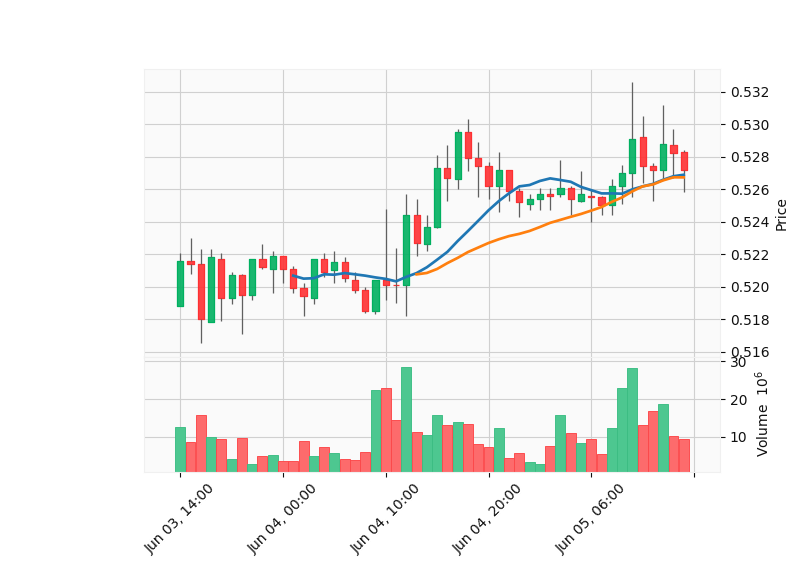 0.532
0.530
0.528
0.526
0.524
0.522
0.520
0.518
0.516
Price
30
20
10
Volume 10^6
Jun 03, 14:00
Jun 04, 00:00
Jun 04, 10:00
Jun 04, 20:00
Jun 05, 06:00